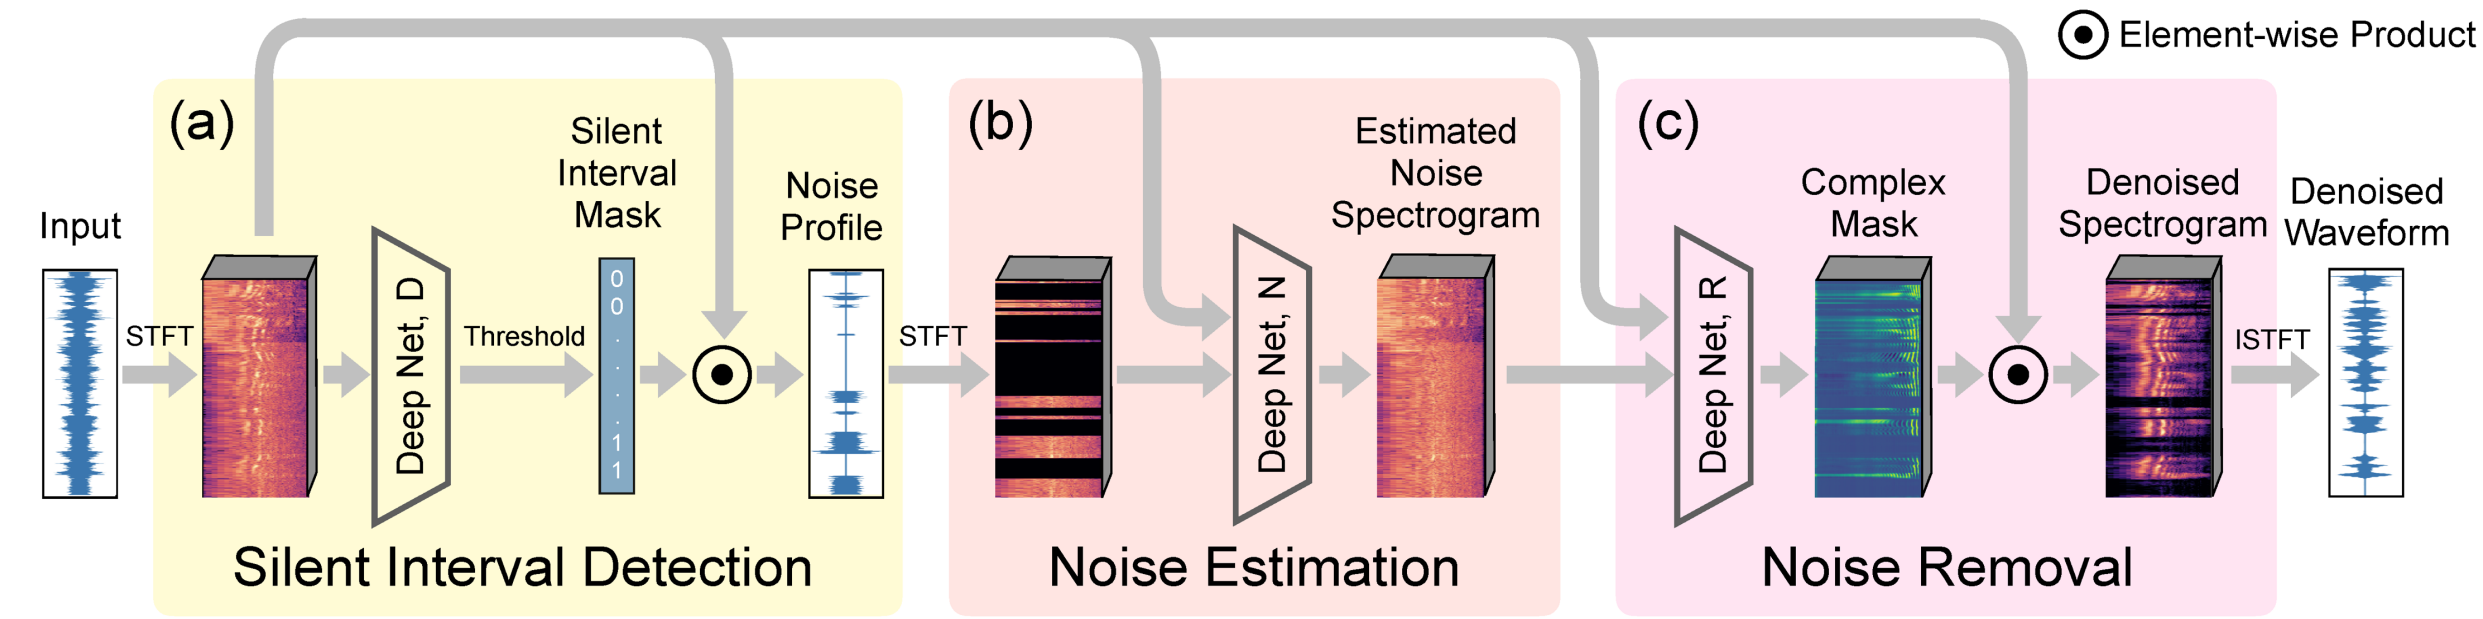 Element-wise Product
(a)
Input
STFT
Deep Net, D
Threshold
Silent
Interval
Mask
0
0
.
.
.
.
1
1
Noise
Profile
Silent Interval Detection
STFT
(b)
Deep Net, N
Estimated
Noise
Spectrogram
Noise Estimation
(c)
Deep Net, R
Complex
Mask
Denoised
Spectrogram
Noise Removal
ISTFT
Denoised
Waveform